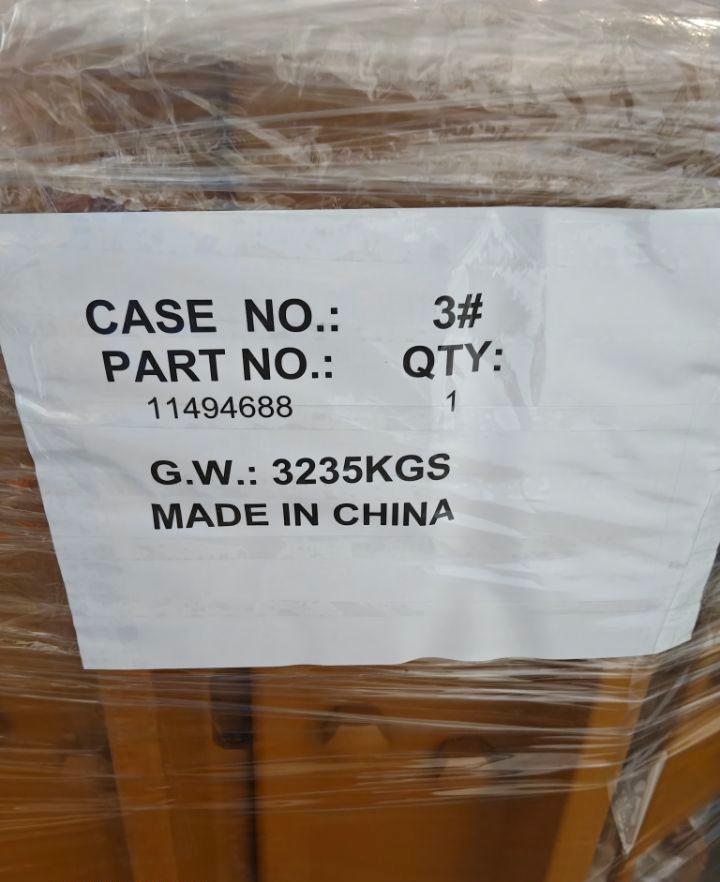 CASE NO.: 3#
PART NO.: QTY:
11494688 1
G.W.: 3235KGS
MADE IN CHINA